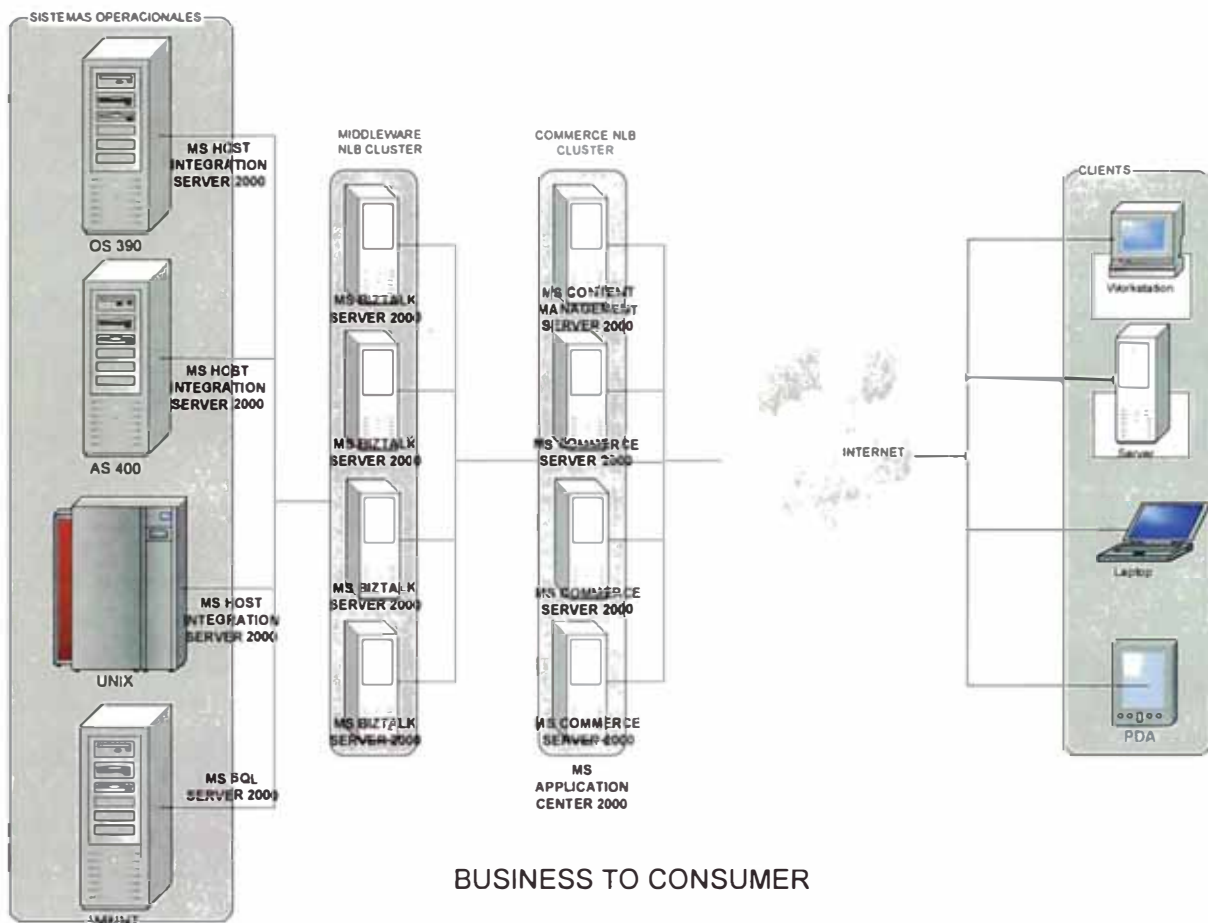 SISTEMAS OPERACIONALES
MS HOST
INTEGRATION
SERVER 2000
OS 390
MS HOST
INTEGRATION
SERVER 2000
AS 400
MS HOST
INTEGRATION
SERVER 2000
UNIX
MS SQL
SERVER 2000
MIDDLEWARE
NLB CLUSTER
MS BIZTALK
SERVER 2000
MS BIZTALK
SERVER 2000
MS BIZTALK
SERVER 2000
MS BIZTALK
SERVER 2000
COMMERCE NLB
CLUSTER
MS CONTENT
MANAGEMENT
SERVER 2000
MS COMMERCE
SERVER 2000
MS COMMERCE
SERVER 2000
MS COMMERCE
SERVER 2000
MS
APPLICATION
CENTER 2000
INTERNET
CLIENTS
Workstation
Server
Laptop
PDA
BUSINESS TO CONSUMER